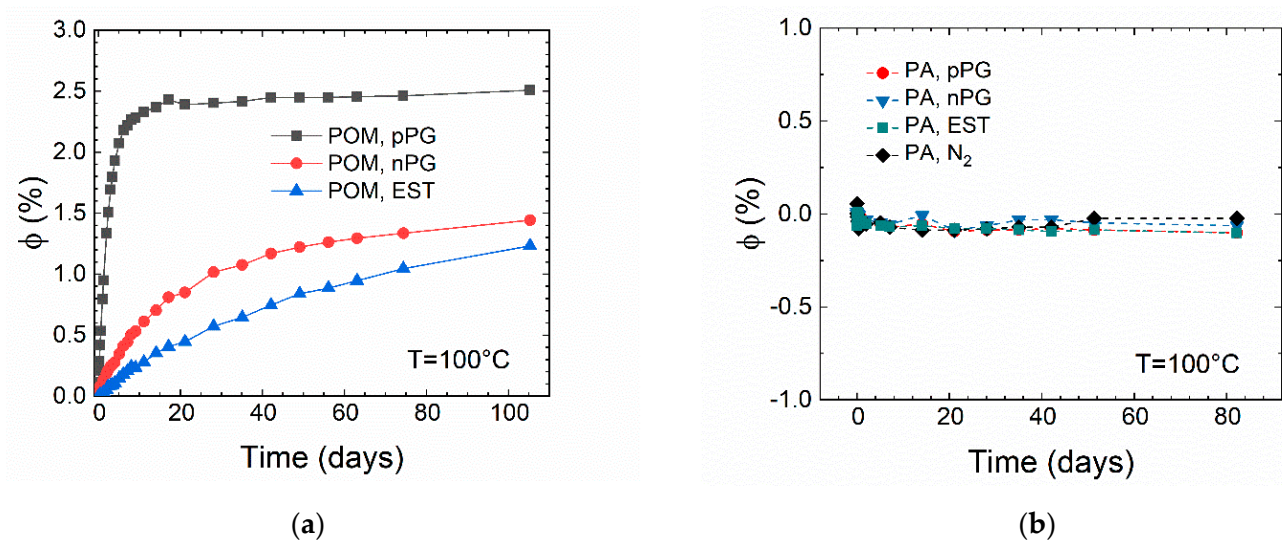 3.0
2.5
2.0
1.5
1.0
0.5
0.0
ϕ (%)
POM, pPG
POM, nPG
POM, EST
T=100°C
0 20 40 60 80 100
Time (days)
(a)
1.0
0.5
0.0
-0.5
-1.0
ϕ (%)
PA, pPG
PA, nPG
PA, EST
PA, N₂
T=100°C
0 20 40 60 80
Time (days)
(b)